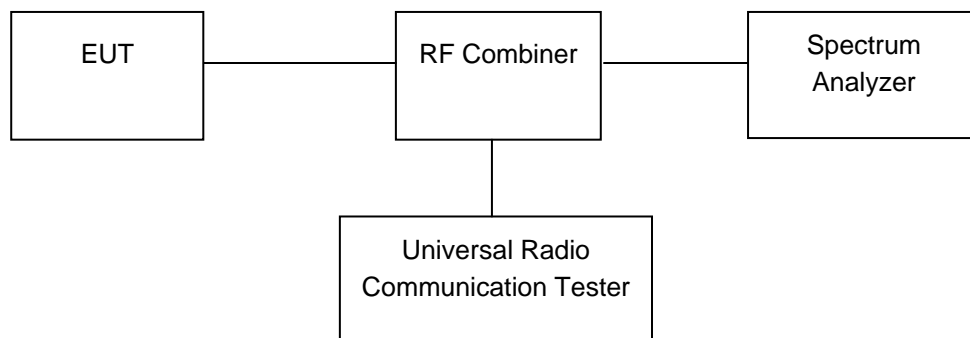 EUT
RF Combiner
Spectrum
Analyzer
Universal Radio
Communication Tester